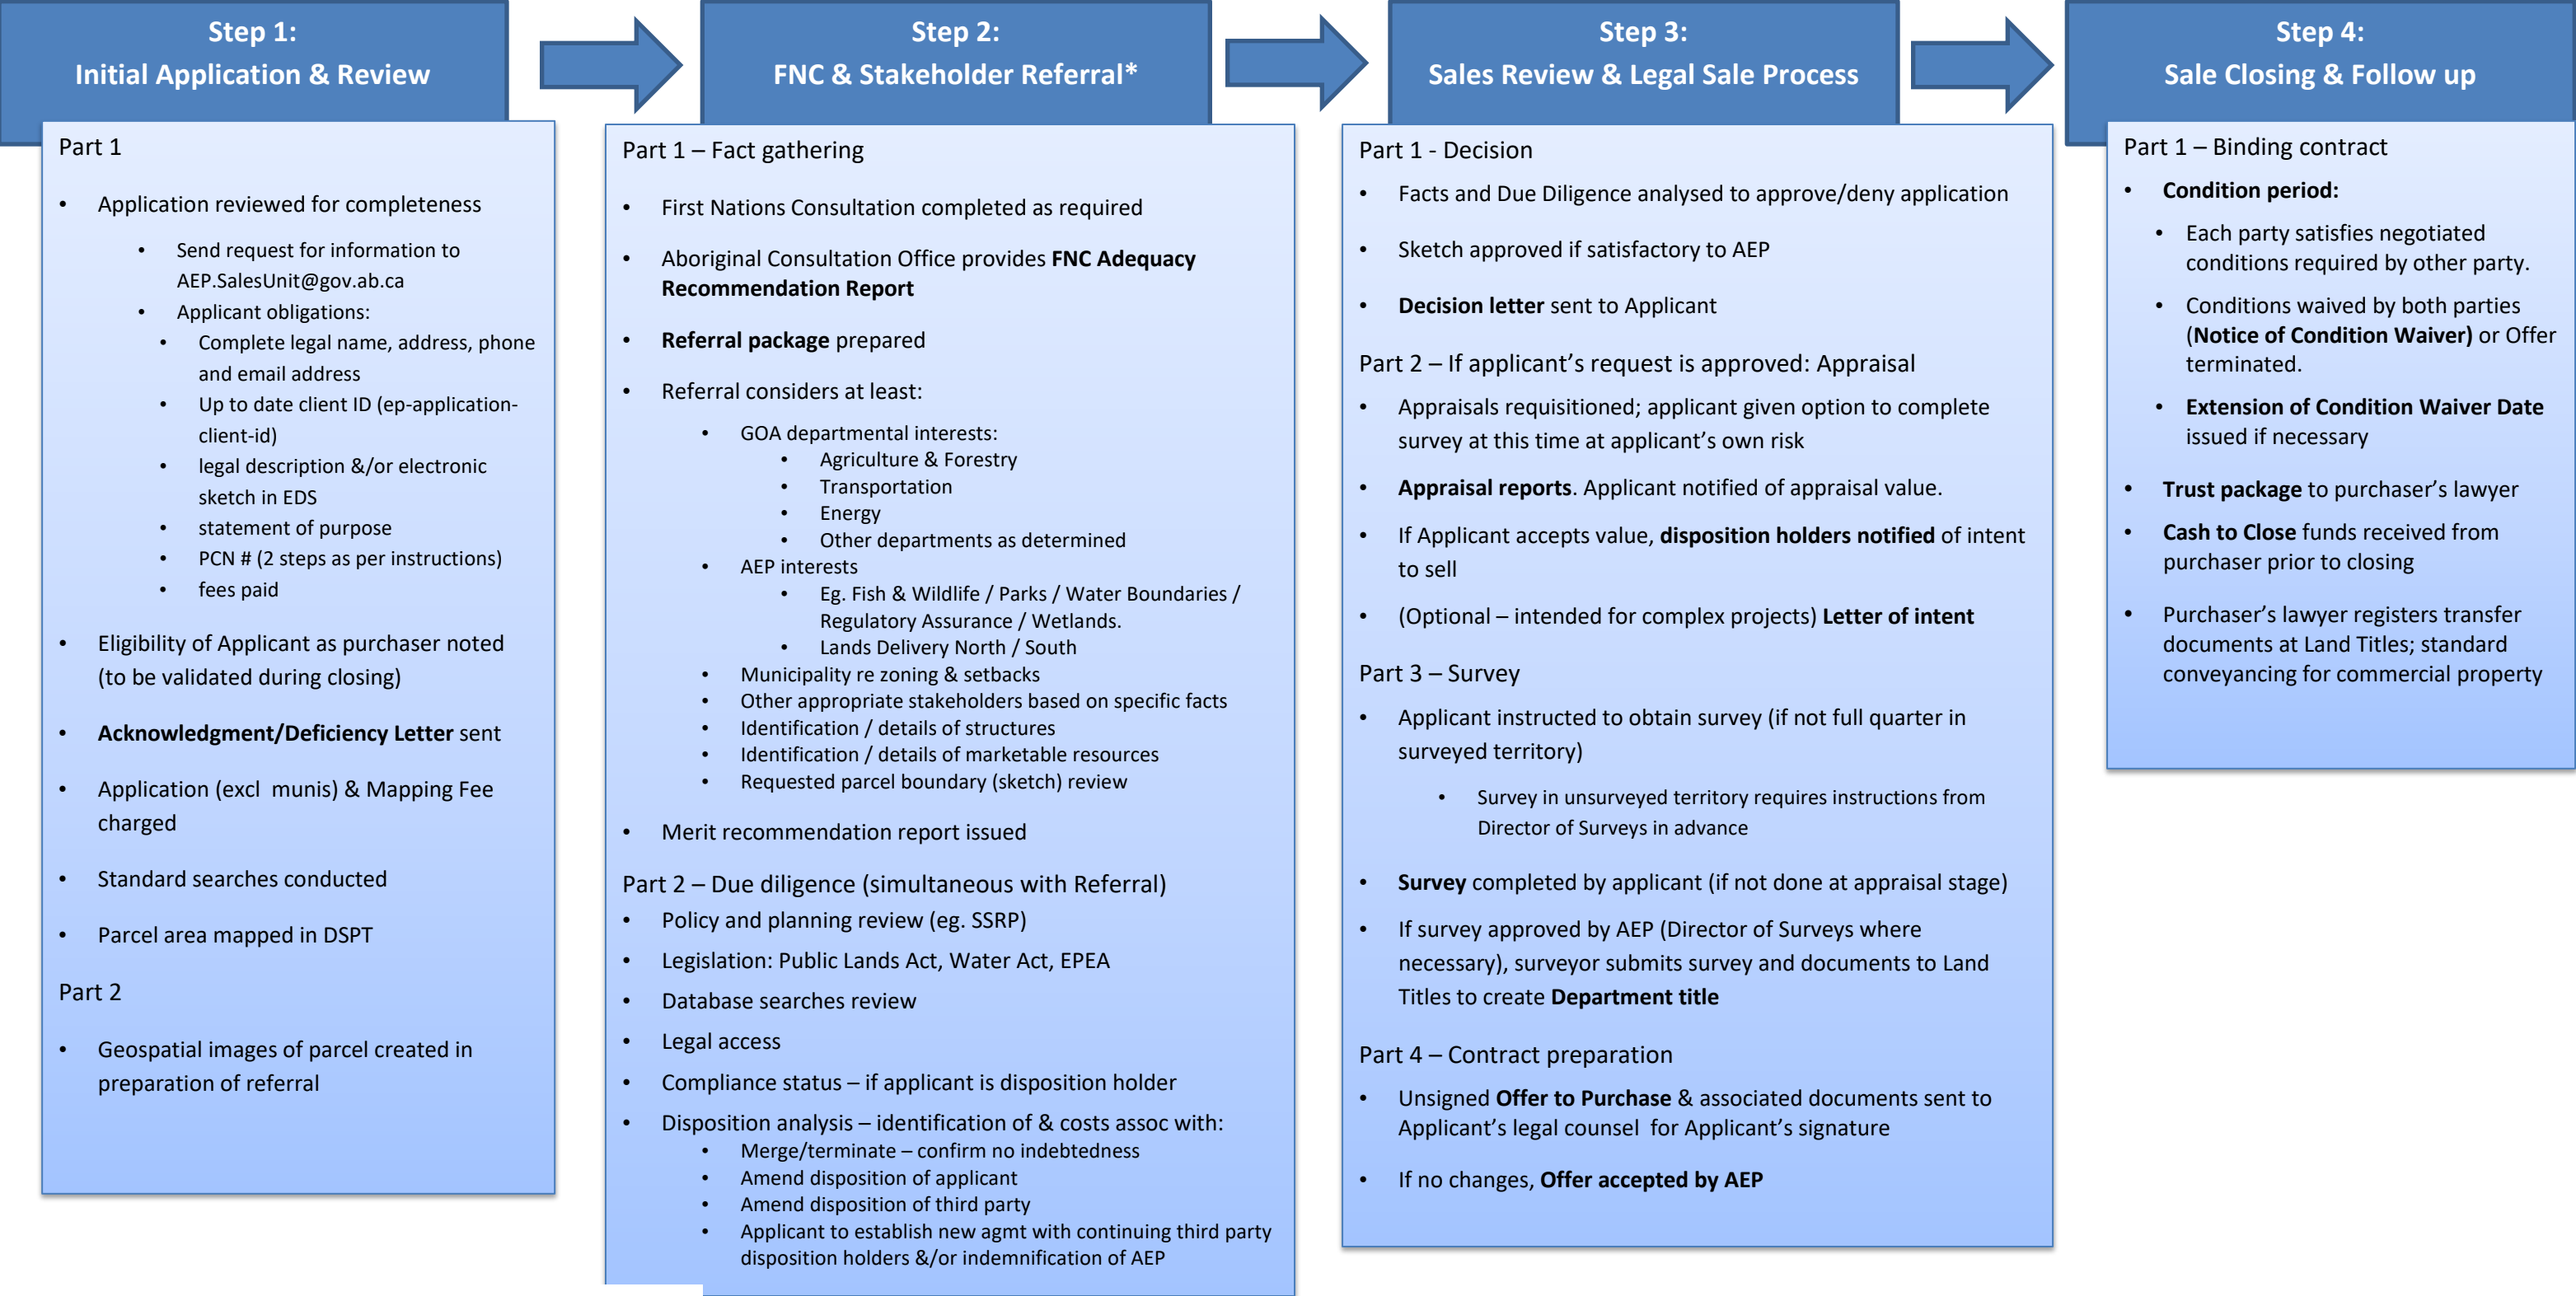 Step 1:
Initial Application & Review
Part 1
• Application reviewed for completeness
• Send request for information to
AEP.SalesUnit@gov.ab.ca
• Applicant obligations:
• Complete legal name, address, phone
and email address
• Up to date client ID (ep-application-
client-id)
• legal description &/or electronic
sketch in EDS
• statement of purpose
• PCN # (2 steps as per instructions)
• fees paid
• Eligibility of Applicant as purchaser noted
(to be validated during closing)
• Acknowledgment/Deficiency Letter sent
• Application (excl  munis) & Mapping Fee
charged
• Standard searches conducted
• Parcel area mapped in DSPT
Part 2
• Geospatial images of parcel created in
preparation of referral
Step 2:
FNC & Stakeholder Referral*
Part 1 – Fact gathering
• First Nations Consultation completed as required
• Aboriginal Consultation Office provides FNC Adequacy
Recommendation Report
• Referral package prepared
• Referral considers at least:
• GOA departmental interests:
• Agriculture & Forestry
• Transportation
• Energy
• Other departments as determined
• AEP interests
• Eg. Fish & Wildlife / Parks / Water Boundaries /
Regulatory Assurance / Wetlands.
• Lands Delivery North / South
• Municipality re zoning & setbacks
• Other appropriate stakeholders based on specific facts
• Identification / details of structures
• Identification / details of marketable resources
• Requested parcel boundary (sketch) review
• Merit recommendation report issued
Part 2 – Due diligence (simultaneous with Referral)
• Policy and planning review (eg. SSRP)
• Legislation: Public Lands Act, Water Act, EPEA
• Database searches review
• Legal access
• Compliance status – if applicant is disposition holder
• Disposition analysis – identification of & costs assoc with:
• Merge/terminate – confirm no indebtedness
• Amend disposition of applicant
• Amend disposition of third party
• Applicant to establish new agmt with continuing third party
disposition holders &/or indemnification of AEP
Step 3:
Sales Review & Legal Sale Process
Part 1 - Decision
• Facts and Due Diligence analysed to approve/deny application
• Sketch approved if satisfactory to AEP
• Decision letter sent to Applicant
Part 2 – If applicant’s request is approved: Appraisal
• Appraisals requisitioned; applicant given option to complete
survey at this time at applicant’s own risk
• Appraisal reports. Applicant notified of appraisal value.
• If Applicant accepts value, disposition holders notified of intent
to sell
• (Optional – intended for complex projects) Letter of intent
Part 3 – Survey
• Applicant instructed to obtain survey (if not full quarter in
surveyed territory)
• Survey in unsurveyed territory requires instructions from
Director of Surveys in advance
• Survey completed by applicant (if not done at appraisal stage)
• If survey approved by AEP (Director of Surveys where
necessary), surveyor submits survey and documents to Land
Titles to create Department title
Part 4 – Contract preparation
• Unsigned Offer to Purchase & associated documents sent to
Applicant’s legal counsel  for Applicant’s signature
• If no changes, Offer accepted by AEP
Step 4:
Sale Closing & Follow up
Part 1 – Binding contract
• Condition period:
• Each party satisfies negotiated
conditions required by other party.
• Conditions waived by both parties
(Notice of Condition Waiver) or Offer
terminated.
• Extension of Condition Waiver Date
issued if necessary
• Trust package to purchaser’s lawyer
• Cash to Close funds received from
purchaser prior to closing
• Purchaser’s lawyer registers transfer
documents at Land Titles; standard
conveyancing for commercial property